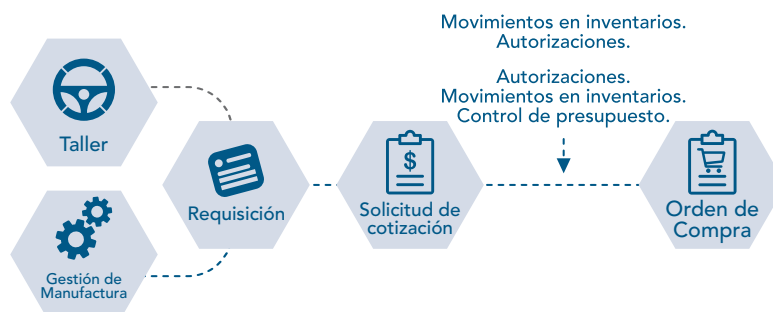 Movimientos en inventarios.
Autorizaciones.
Autorizaciones.
Movimientos en inventarios.
Control de presupuesto.
Taller
Requisición
$
Solicitud de
cotización
Orden de
Compra
Gestión de
Manufactura